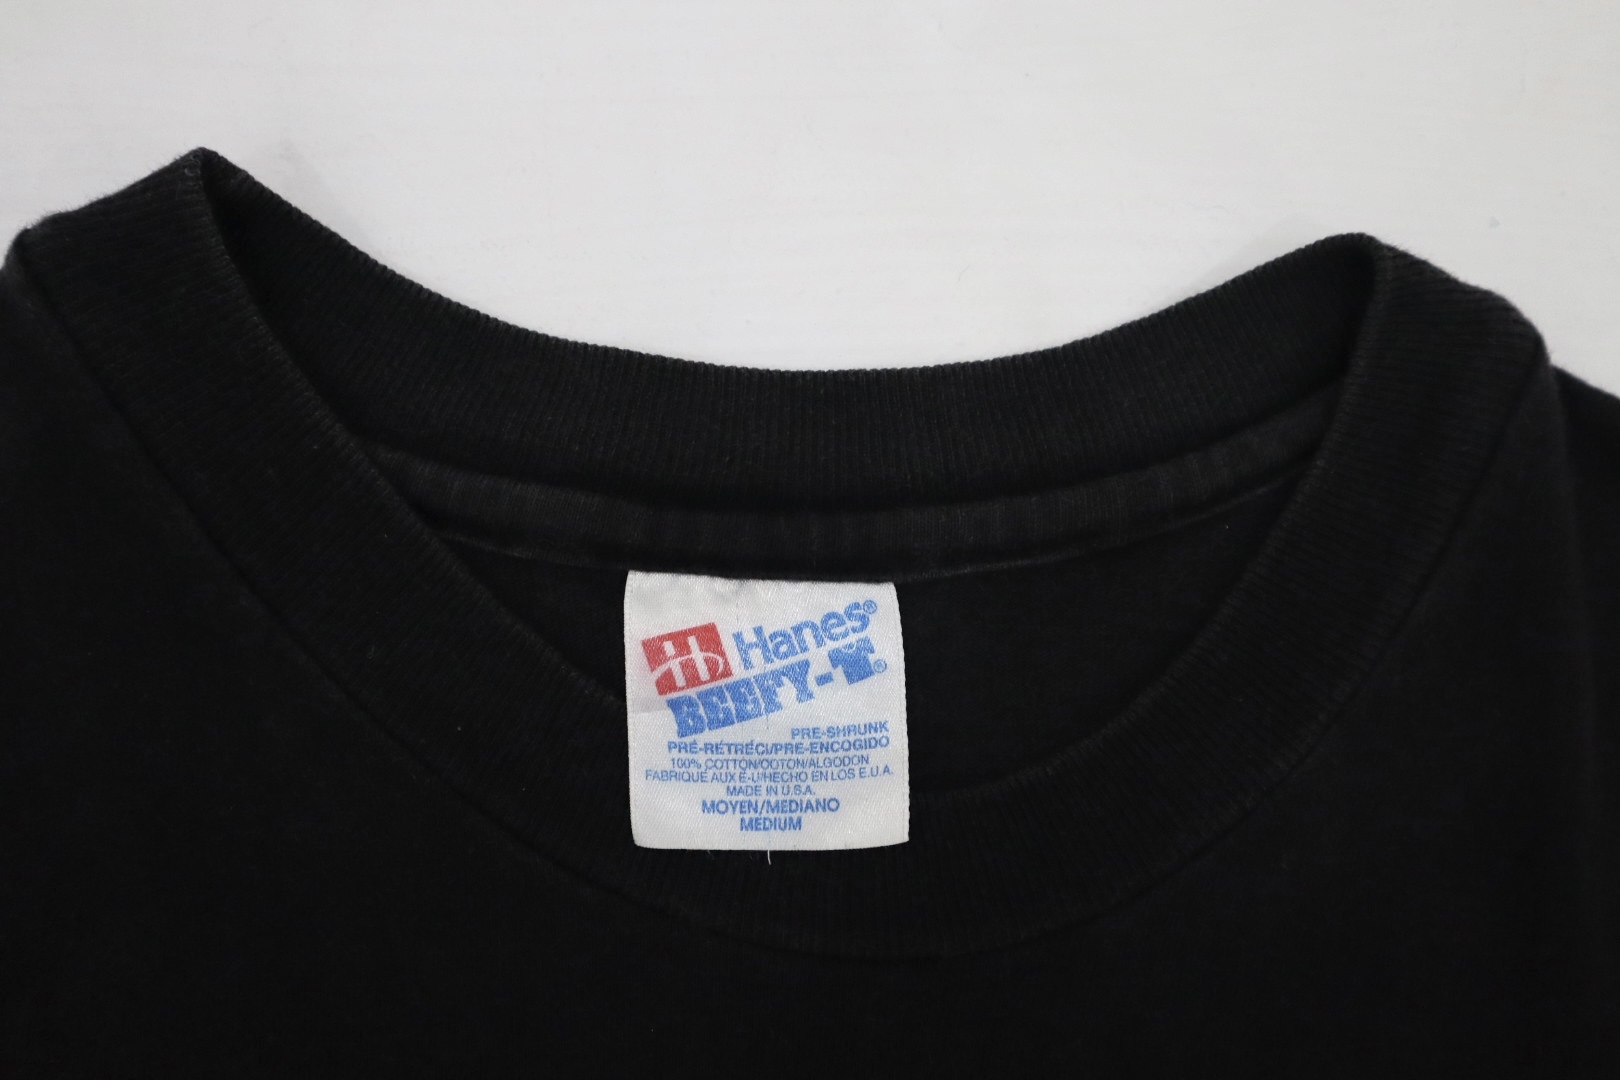 Hanes®
BEEFY-T®
PRE-SHRUNK
PRÉ-RÉTRÉCI/PRE-ENCOGIDO
100% COTTON/COTON/ALGODON
FABRIQUÉ AUX É-U/HECHO EN LOS E.U.A.
MADE IN U.S.A.
MOYEN/MEDIANO
MEDIUM